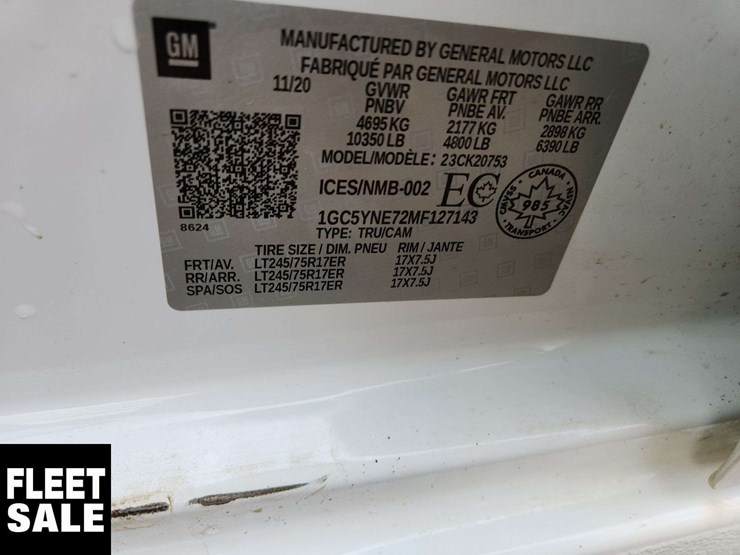 GM
MANUFACTURED BY GENERAL MOTORS LLC
FABRIQUÉ PAR GENERAL MOTORS LLC
11/20 GVWR GAWR FRT GAWR RR
PNBV PNBE AV. PNBE ARR.
4695 KG 2177 KG 2898 KG
10350 LB 4800 LB 6390 LB
MODEL/MODÈLE: 23CK20753
ICES/NMB-002 EC
CANADA
985
TRANSPORT
NSVAC
CMVSS
1GC5YNE72MF127143
8624
TYPE: TRU/CAM
TIRE SIZE / DIM. PNEU RIM / JANTE
FRT/AV. LT245/75R17ER 17X7.5J
RR/ARR. LT245/75R17ER 17X7.5J
SPA/SOS LT245/75R17ER 17X7.5J
FLEET
SALE